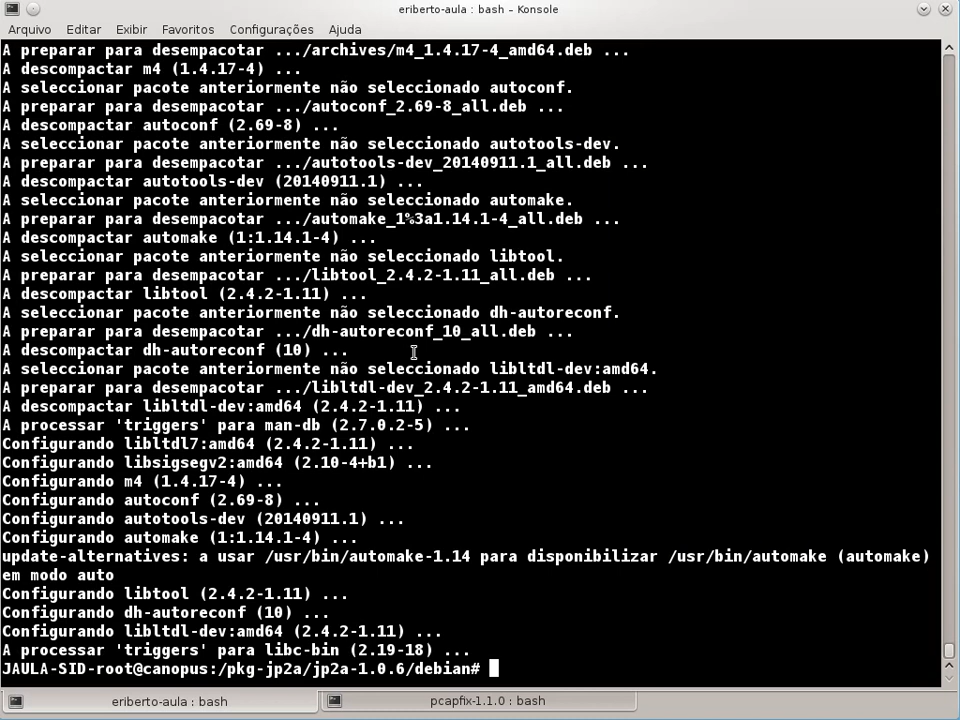 eriberto-aula : bash – Konsole
Arquivo Editar Exibir Favoritos Configurações Ajuda
A preparar para desempacotar .../archives/m4_1.4.17-4_amd64.deb ...
A descompactar m4 (1.4.17-4) ...
A seleccionar pacote anteriormente não seleccionado autoconf.
A preparar para desempacotar .../autoconf_2.69-8_all.deb ...
A descompactar autoconf (2.69-8) ...
A seleccionar pacote anteriormente não seleccionado autotools-dev.
A preparar para desempacotar .../autotools-dev_20140911.1_all.deb ...
A descompactar autotools-dev (20140911.1) ...
A seleccionar pacote anteriormente não seleccionado automake.
A preparar para desempacotar .../automake_1%3a1.14.1-4_all.deb ...
A descompactar automake (1:1.14.1-4) ...
A seleccionar pacote anteriormente não seleccionado libtool.
A preparar para desempacotar .../libtool_2.4.2-1.11_all.deb ...
A descompactar libtool (2.4.2-1.11) ...
A seleccionar pacote anteriormente não seleccionado dh-autoreconf.
A preparar para desempacotar .../dh-autoreconf_10_all.deb ...
A descompactar dh-autoreconf (10) ...
A seleccionar pacote anteriormente não seleccionado libltdl-dev:amd64.
A preparar para desempacotar .../libltdl-dev_2.4.2-1.11_amd64.deb ...
A descompactar libltdl-dev:amd64 (2.4.2-1.11) ...
A processar 'triggers' para man-db (2.7.0.2-5) ...
Configurando libltdl7:amd64 (2.4.2-1.11) ...
Configurando libsigsegv2:amd64 (2.10-4+b1) ...
Configurando m4 (1.4.17-4) ...
Configurando autoconf (2.69-8) ...
Configurando autotools-dev (20140911.1) ...
Configurando automake (1:1.14.1-4) ...
update-alternatives: a usar /usr/bin/automake-1.14 para disponibilizar /usr/bin/automake (automake)
em modo auto
Configurando libtool (2.4.2-1.11) ...
Configurando dh-autoreconf (10) ...
Configurando libltdl-dev:amd64 (2.4.2-1.11) ...
A processar 'triggers' para libc-bin (2.19-18) ...
JAULA-SID-root@canopus:/pkg-jp2a/jp2a-1.0.6/debian#
eriberto-aula : bash
pcapfix-1.1.0 : bash